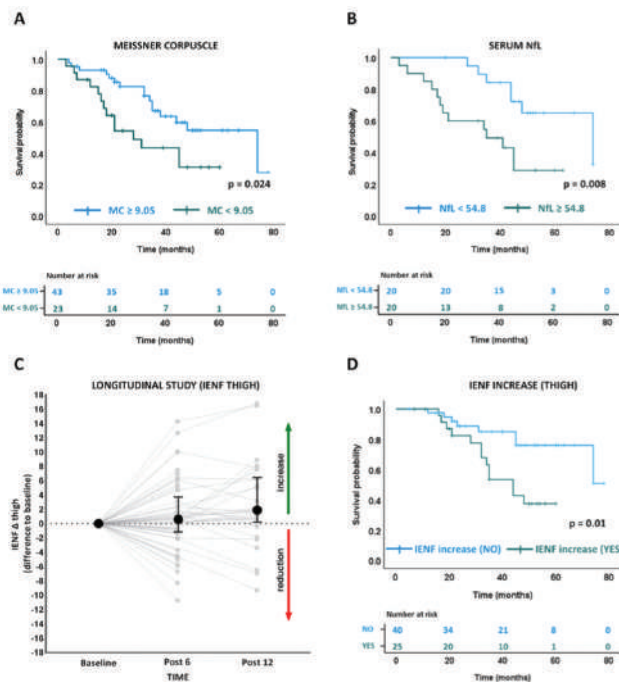 A
MEISSNER CORPUSCLE
Survival probability
1.0
0.8
0.6
0.4
0.2
0.0
p = 0.024
MC ≥ 9.05 MC < 9.05
0 20 40 60 80
Time (months)
Number at risk
MC ≥ 9.05 43 35 18 5 0
MC < 9.05 23 14 7 1 0
0 20 40 60 80
Time (months)
B
SERUM NfL
Survival probability
1.0
0.8
0.6
0.4
0.2
0.0
p = 0.008
NfL < 54.8 NfL ≥ 54.8
0 20 40 60 80
Time (months)
Number at risk
NfL < 54.8 20 20 15 3 0
NfL ≥ 54.8 20 13 8 2 0
0 20 40 60 80
Time (months)
C
LONGITUDINAL STUDY (IENF THIGH)
IENF Δ thigh
(difference to baseline)
18
16
14
12
10
8
6
4
2
0
-2
-4
-6
-8
-10
-12
-14
-16
-18
increase
reduction
Baseline Post 6 Post 12
TIME
D
IENF INCREASE (THIGH)
Survival probability
1.0
0.8
0.6
0.4
0.2
0.0
p = 0.01
IENF increase (NO) IENF increase (YES)
0 20 40 60 80
Time (months)
Number at risk
NO 40 34 21 8 0
YES 25 20 10 1 0
0 20 40 60 80
Time (months)